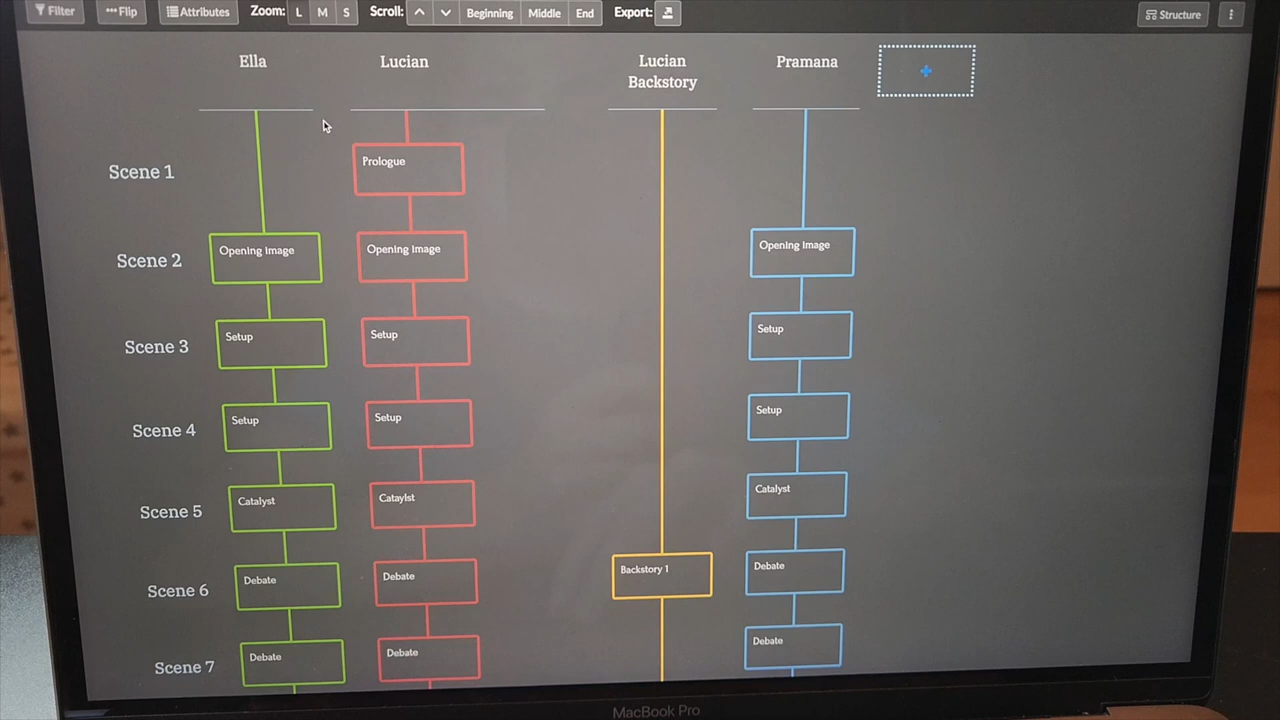 Filter
Flip
Attributes
Zoom: L M S
Scroll:
Beginning
Middle
End
Export:
Structure
Ella
Lucian
Lucian
Backstory
Pramana
Scene 1
Prologue
Scene 2
Opening Image
Opening Image
Opening Image
Scene 3
Setup
Setup
Setup
Scene 4
Setup
Setup
Setup
Scene 5
Catalyst
Cataylst
Catalyst
Scene 6
Debate
Debate
Backstory 1
Debate
Scene 7
Debate
Debate
Debate
MacBook Pro